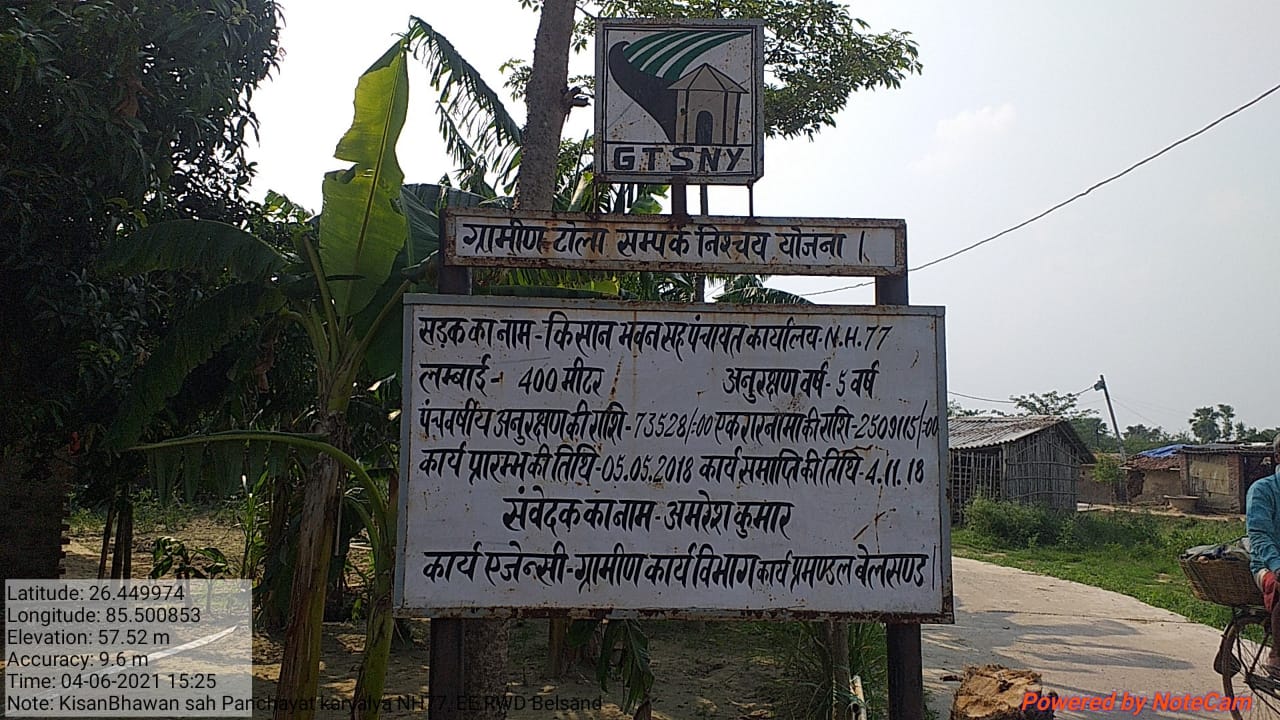 GTSNY
ग्रामीण टोला सम्पर्क निश्चय योजना ।
सड़क का नाम - किसान भवन सह पंचायत कार्यालय - N.H.77
लम्बाई - 400 मीटर अनुरक्षण वर्ष - 5 वर्ष
पंचवर्षीय अनुरक्षण की राशि - 73528/=00 एकरारनामा की राशि - 2509115/=00
कार्य प्रारम्भ की तिथि - 05.05.2018 कार्य समाप्ति की तिथि - 4.11.18
संवेदक का नाम - अमरेश कुमार
कार्य एजेन्सी - ग्रामीण कार्य विभाग कार्य प्रमण्डल बेलसण्ड ।
Latitude: 26.449974
Longitude: 85.500853
Elevation: 57.52 m
Accuracy: 9.6 m
Time: 04-06-2021 15:25
Note: KisanBhawan sah Panchayat karyalya NH77, EE RWD Belsand
Powered by NoteCam